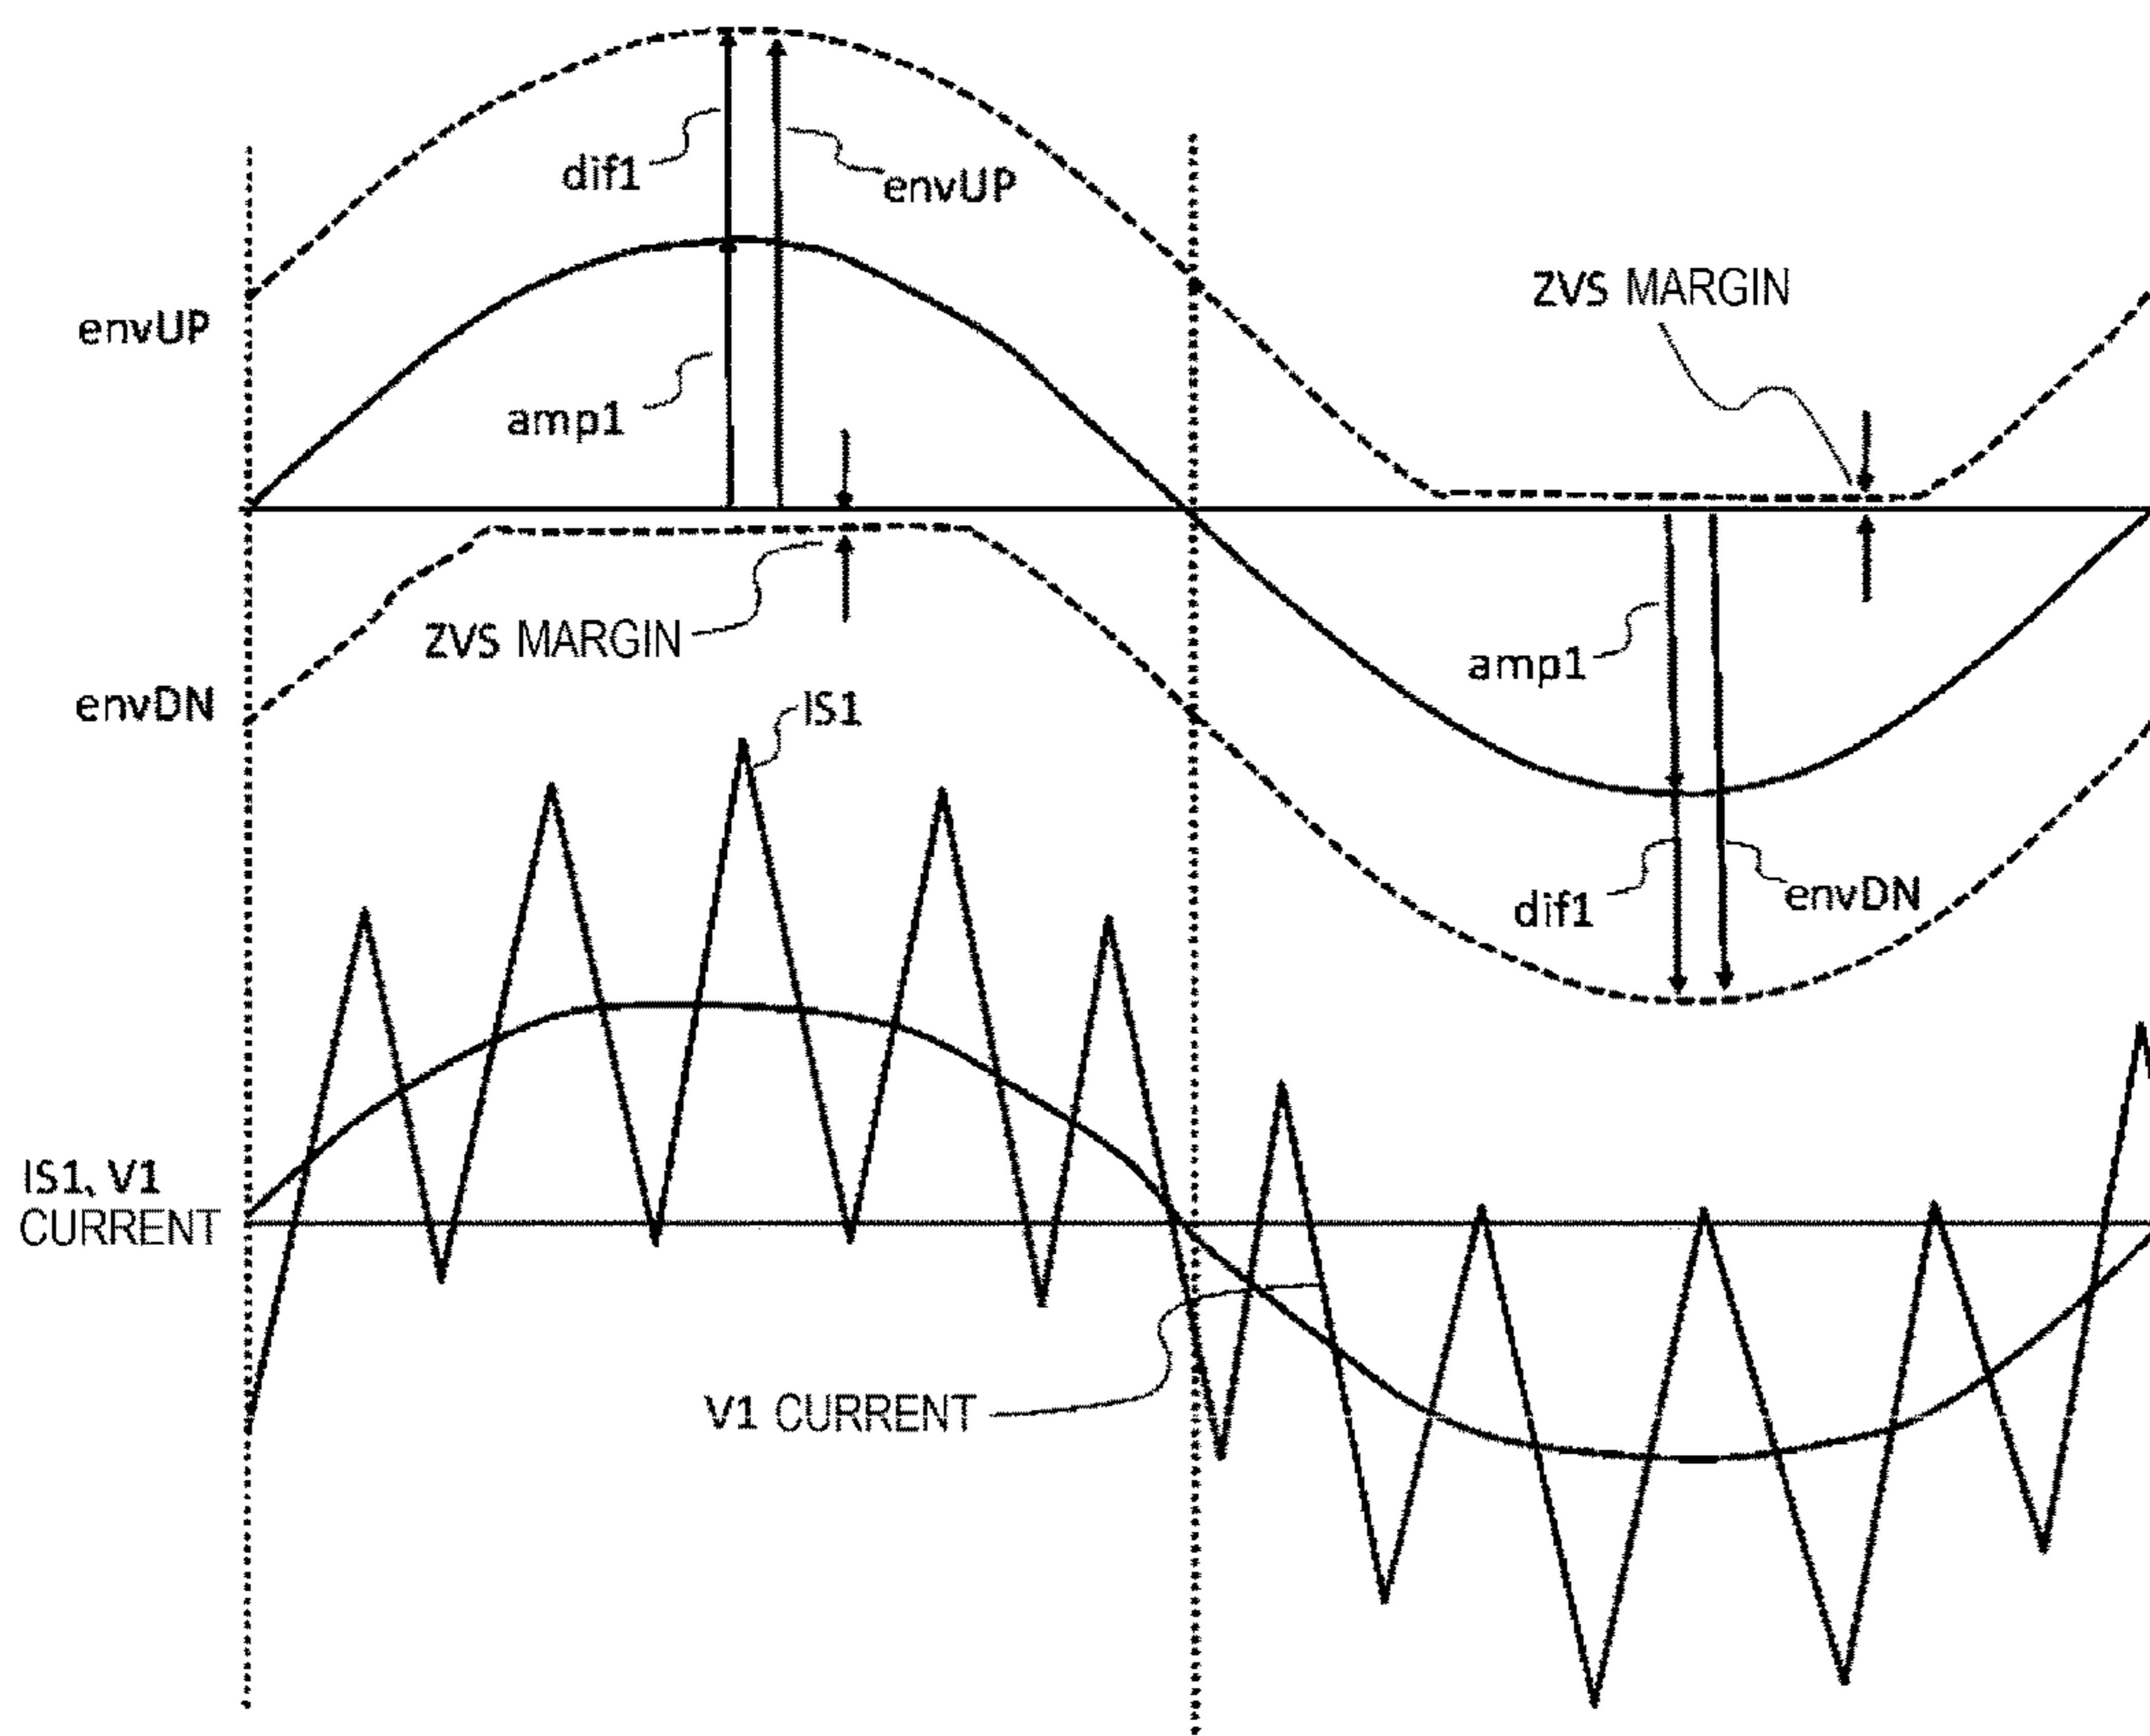 dif1
envUP
ZVS MARGIN
envUP
amp1
ZVS MARGIN
amp1
envDN
IS1
dif1
envDN
IS1, V1
CURRENT
V1 CURRENT